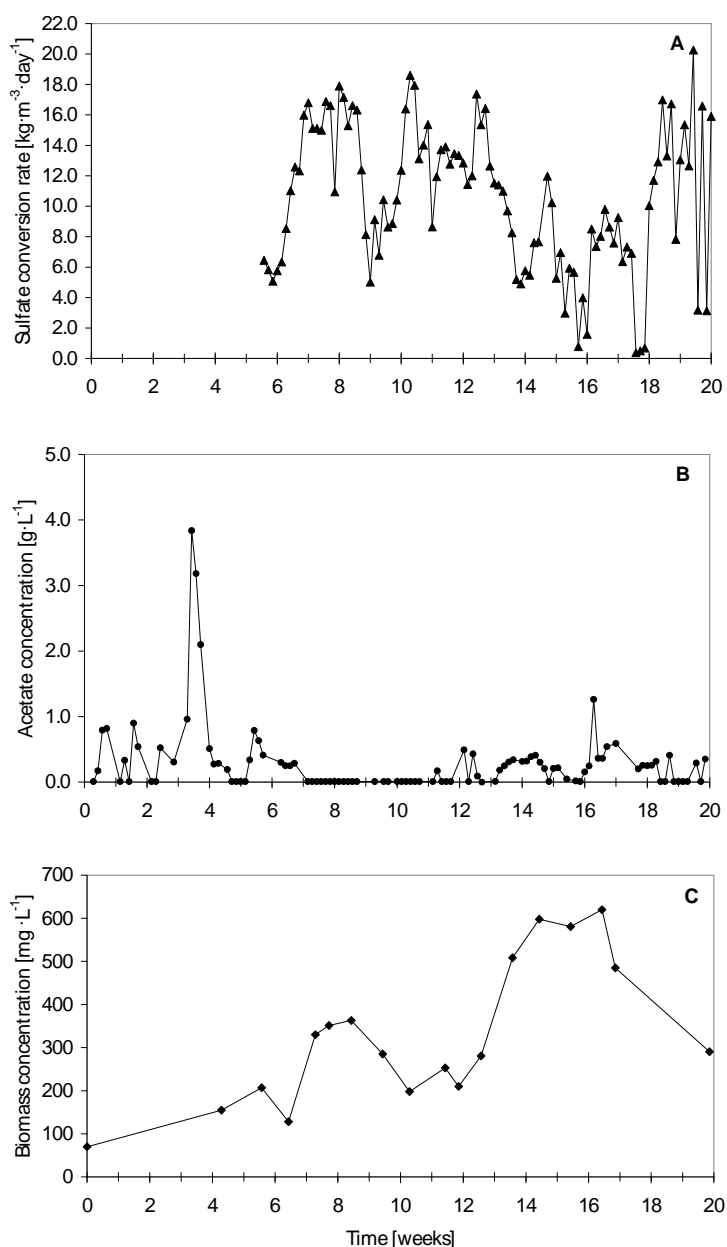 22.0
A
20.0
18.0
16.0
14.0
12.0
10.0
8.0
6.0
4.0
2.0
0.0
Sulfate conversion rate [kg·m⁻³·day⁻¹]
0 2 4 6 8 10 12 14 16 18 20
5.0
B
4.0
3.0
2.0
1.0
0.0
Acetate concentration [g·L⁻¹]
0 2 4 6 8 10 12 14 16 18 20
700
C
600
500
400
300
200
100
0
Biomass concentration [mg·L⁻¹]
0 2 4 6 8 10 12 14 16 18 20
Time [weeks]